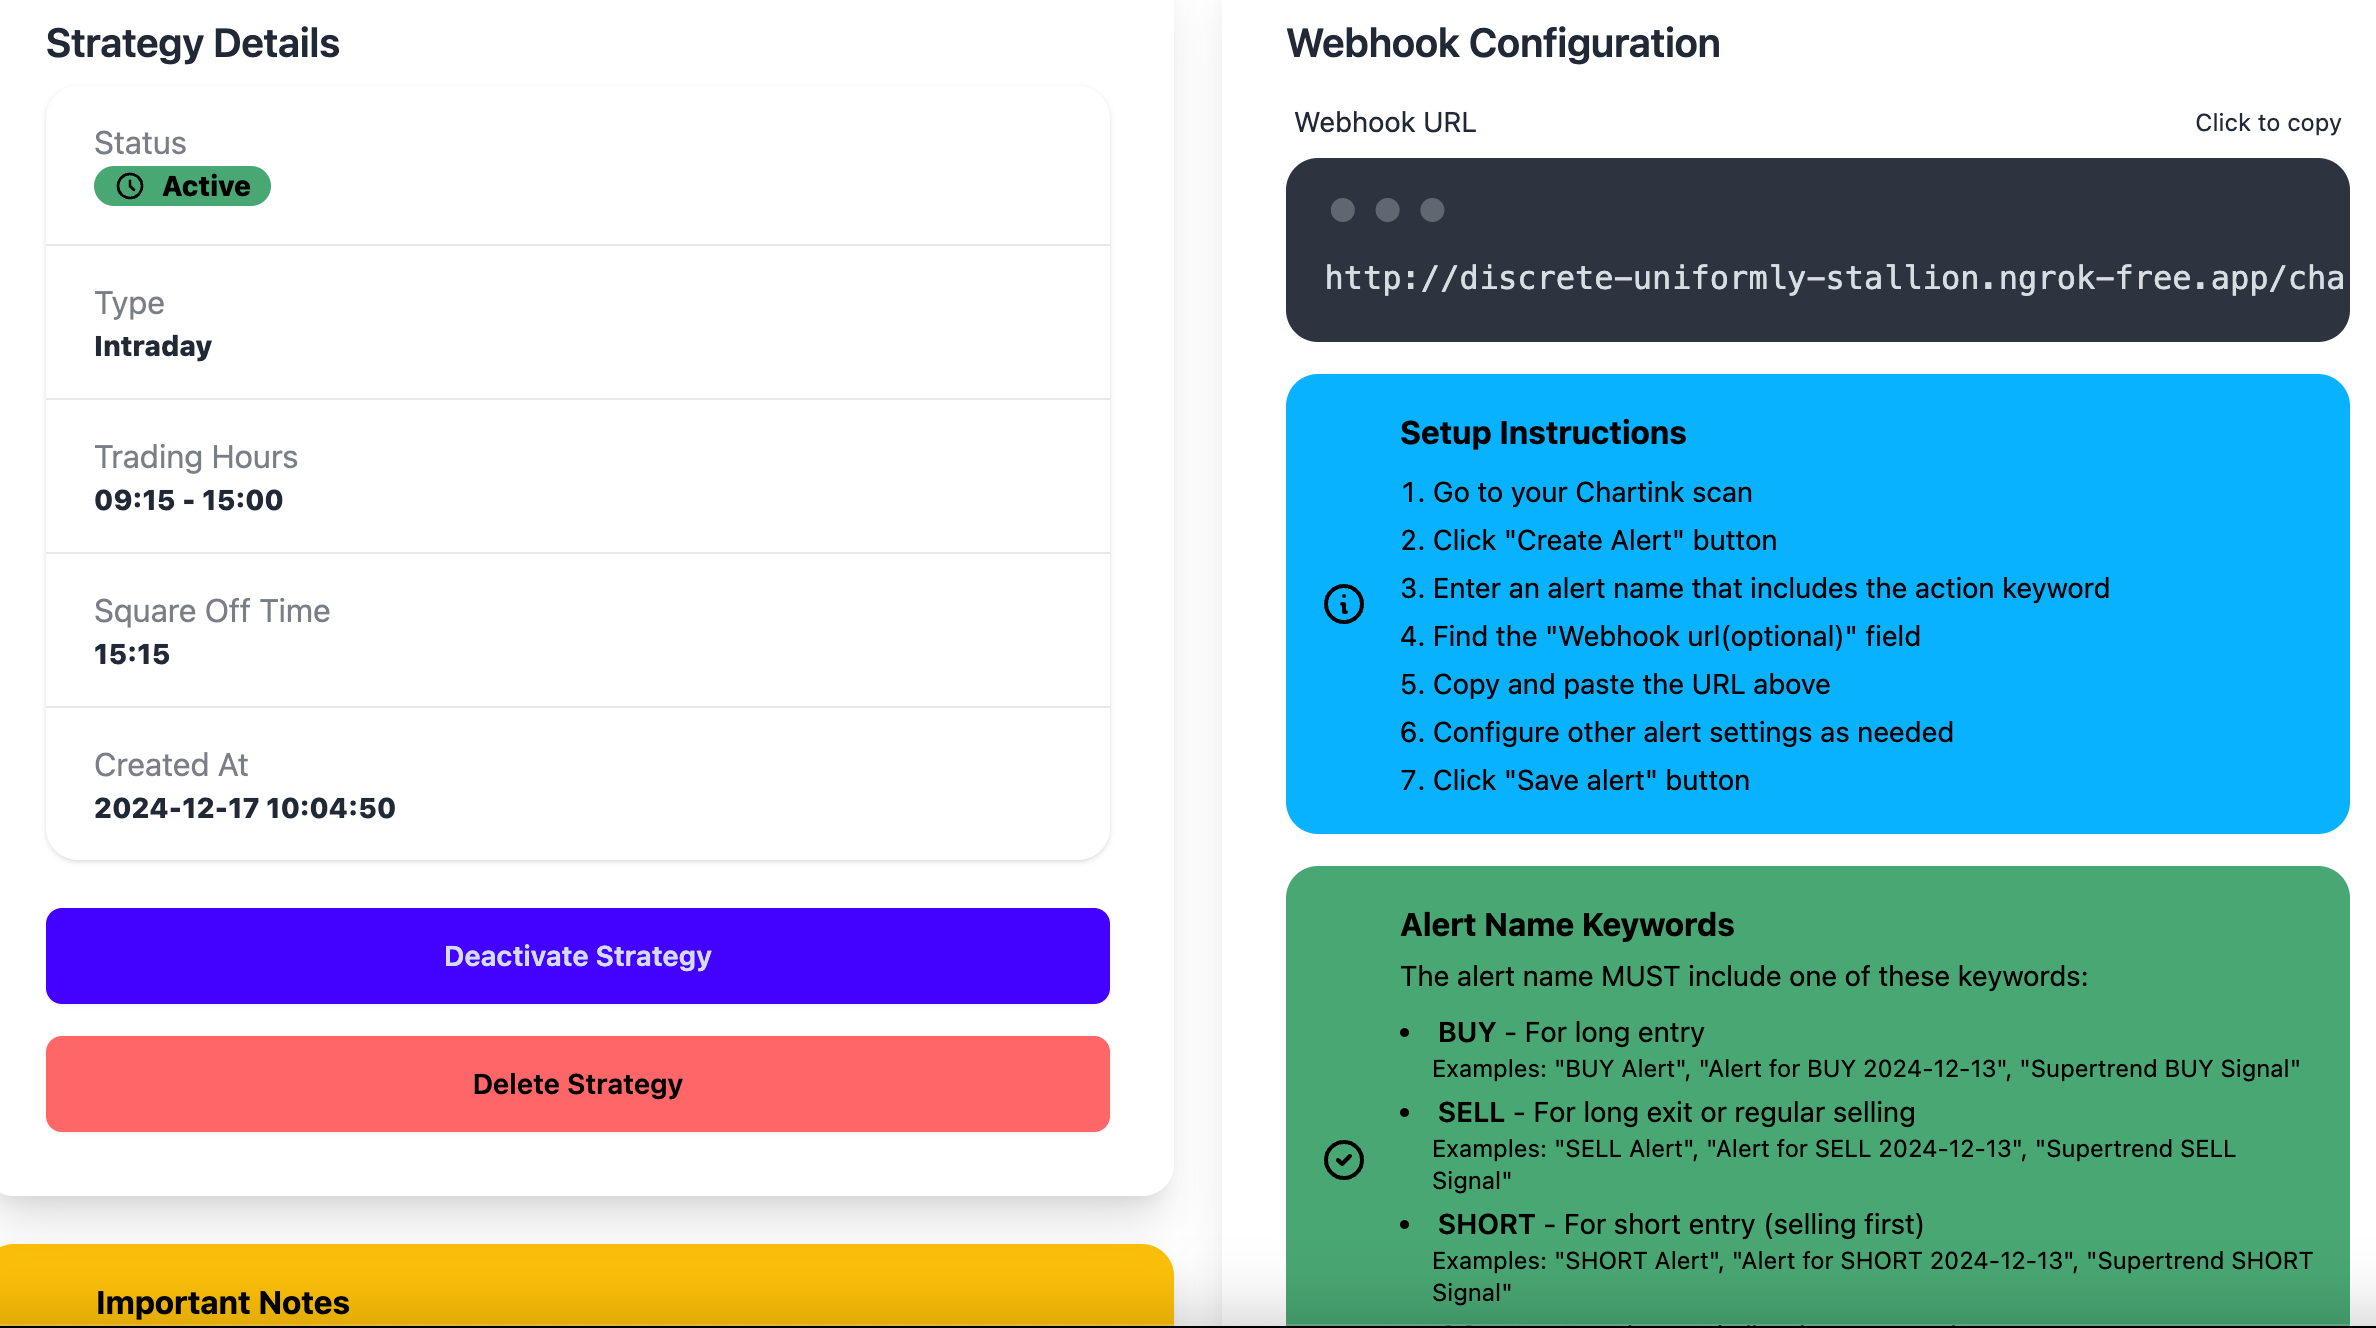 Strategy Details
Status
Active
Type
Intraday
Trading Hours
09:15 - 15:00
Square Off Time
15:15
Created At
2024-12-17 10:04:50
Deactivate Strategy
Delete Strategy
Important Notes
Webhook Configuration
Webhook URL
Click to copy
http://discrete-uniformly-stallion.ngrok-free.app/cha
Setup Instructions
1. Go to your Chartink scan
2. Click "Create Alert" button
3. Enter an alert name that includes the action keyword
4. Find the "Webhook url(optional)" field
5. Copy and paste the URL above
6. Configure other alert settings as needed
7. Click "Save alert" button
Alert Name Keywords
The alert name MUST include one of these keywords:
• BUY - For long entry
Examples: "BUY Alert", "Alert for BUY 2024-12-13", "Supertrend BUY Signal"
• SELL - For long exit or regular selling
Examples: "SELL Alert", "Alert for SELL 2024-12-13", "Supertrend SELL
Signal"
• SHORT - For short entry (selling first)
Examples: "SHORT Alert", "Alert for SHORT 2024-12-13", "Supertrend SHORT
Signal"